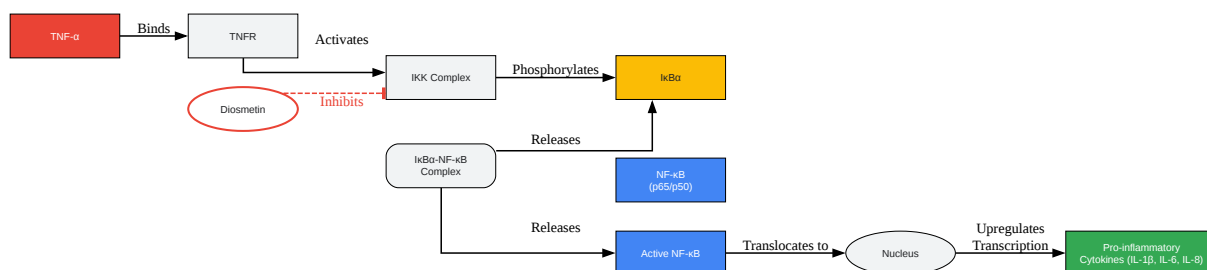 TNF-α
Binds
TNFR
Activates
IKK Complex
Phosphorylates
IκBα
Diosmetin
Inhibits
Releases
IκBα-NF-κB
Complex
NF-κB
(p65/p50)
Releases
Active NF-κB
Translocates to
Nucleus
Upregulates
Transcription
Pro-inflammatory
Cytokines (IL-1β, IL-6, IL-8)